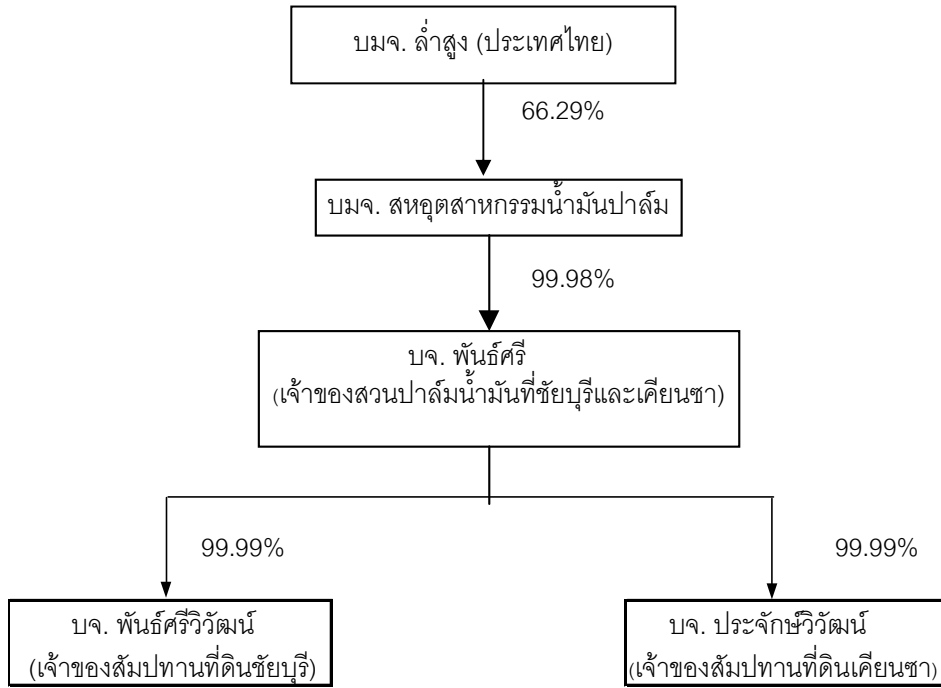 บมจ. ล่ำสูง (ประเทศไทย)
66.29%
บมจ. สหอุตสาหกรรมน้ำมันปาล์ม
99.98%
บจ. พันธ์ศรี
(เจ้าของสวนปาล์มน้ำมันที่ชัยบุรีและเคียนซา)
99.99%
99.99%
บจ. พันธ์ศรีวิวัฒน์
(เจ้าของสัมปทานที่ดินชัยบุรี)
บจ. ประจักษ์วิวัฒน์
(เจ้าของสัมปทานที่ดินเคียนซา)